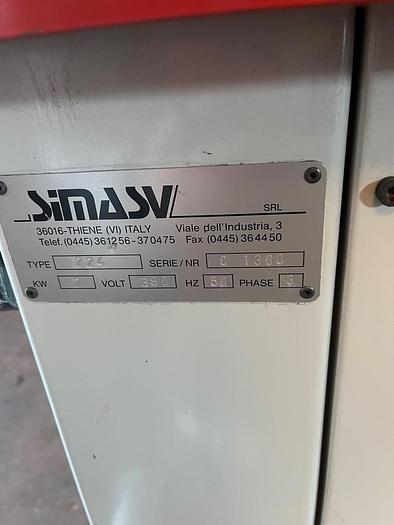 SIMASV
SRL
36016-THIENE (VI) ITALY Viale dell'Industria, 3
Telef. (0445) 361256-370475 Fax (0445) 364450
TYPE 224 SERIE/NR C 1300
KW VOLT 380 HZ 50 PHASE 3